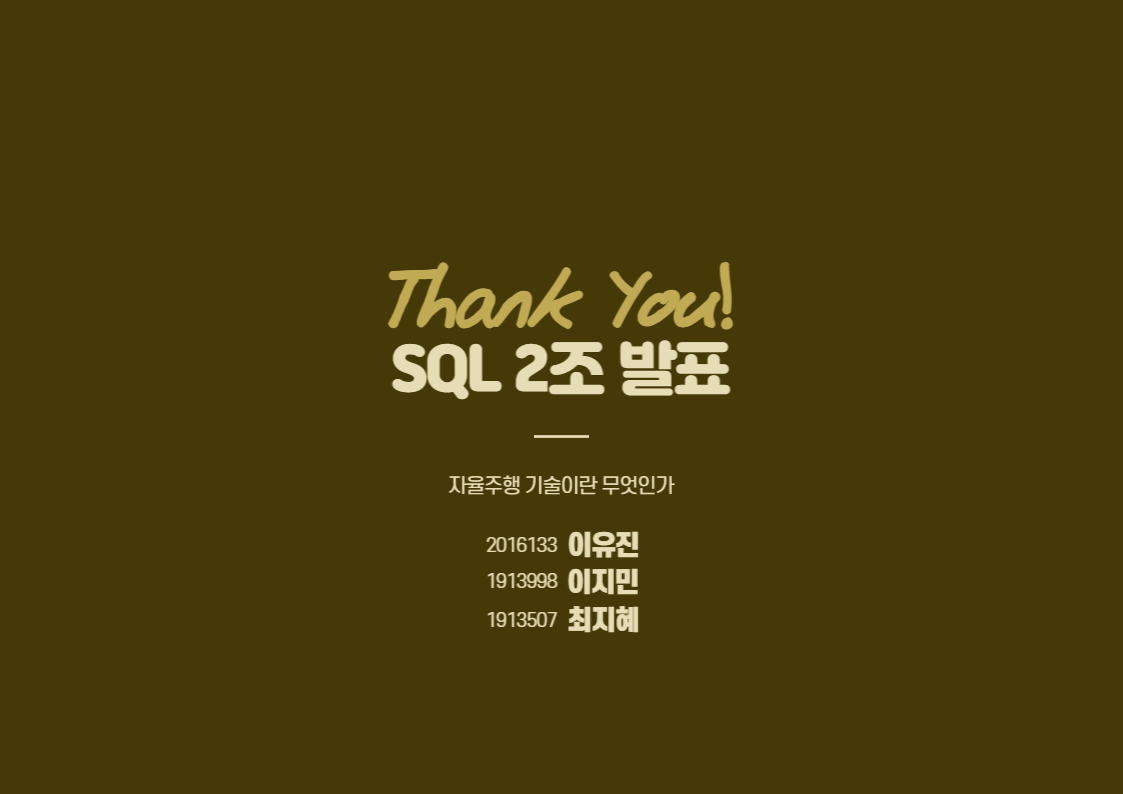 Thank You!
SQL 2조 발표
자율주행 기술이란 무엇인가
2016133 이유진
1913998 이지민
1913507 최지혜